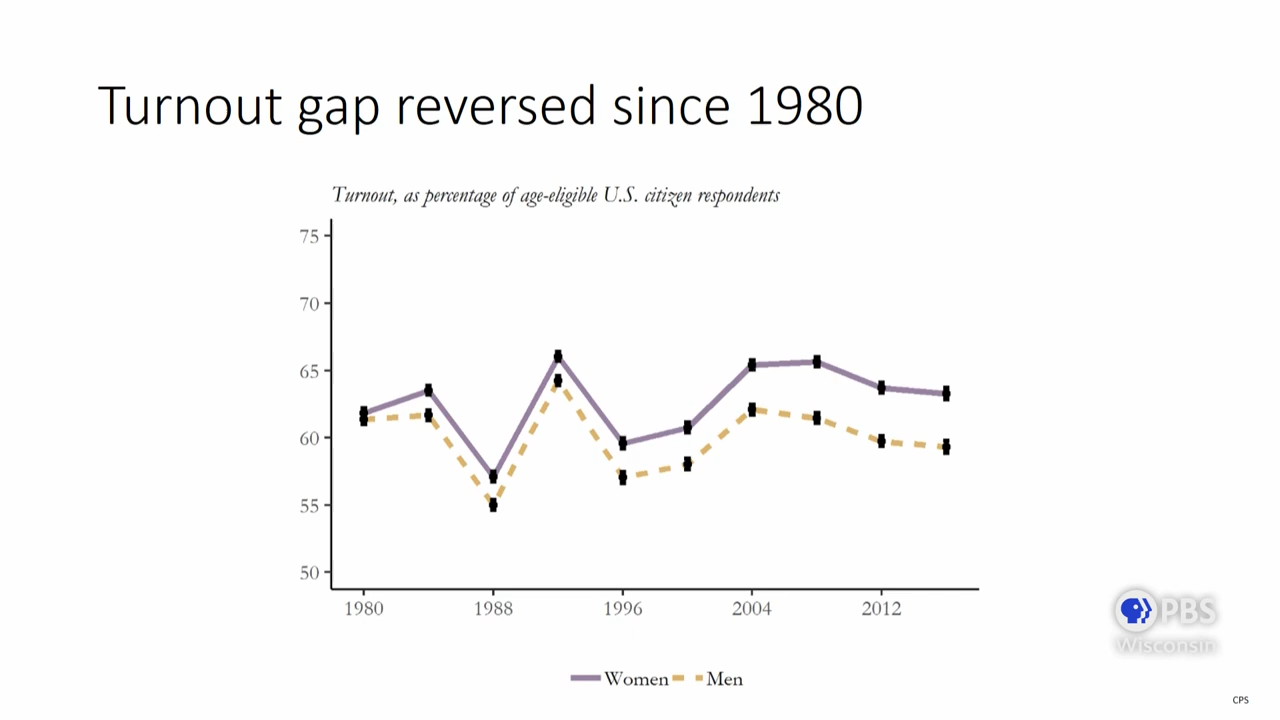 Turnout gap reversed since 1980
Turnout, as percentage of age-eligible U.S. citizen respondents
75
70
65
60
55
50
1980 1988 1996 2004 2012
Women Men
PBS
Wisconsin
CPS